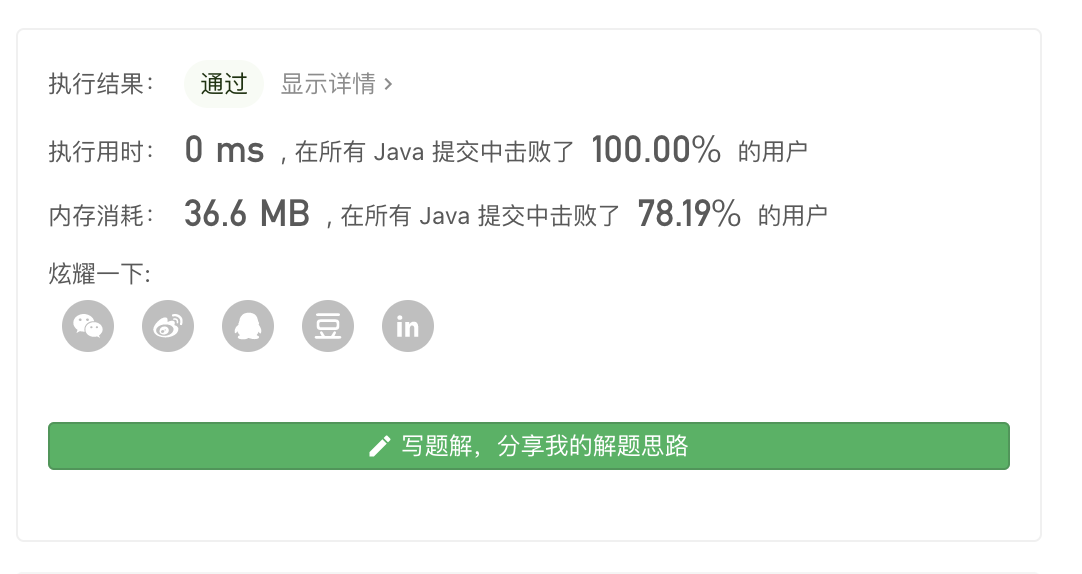 执行结果： 通过 显示详情 >
执行用时： 0 ms , 在所有 Java 提交中击败了 100.00% 的用户
内存消耗： 36.6 MB , 在所有 Java 提交中击败了 78.19% 的用户
炫耀一下:
豆 in
写题解，分享我的解题思路